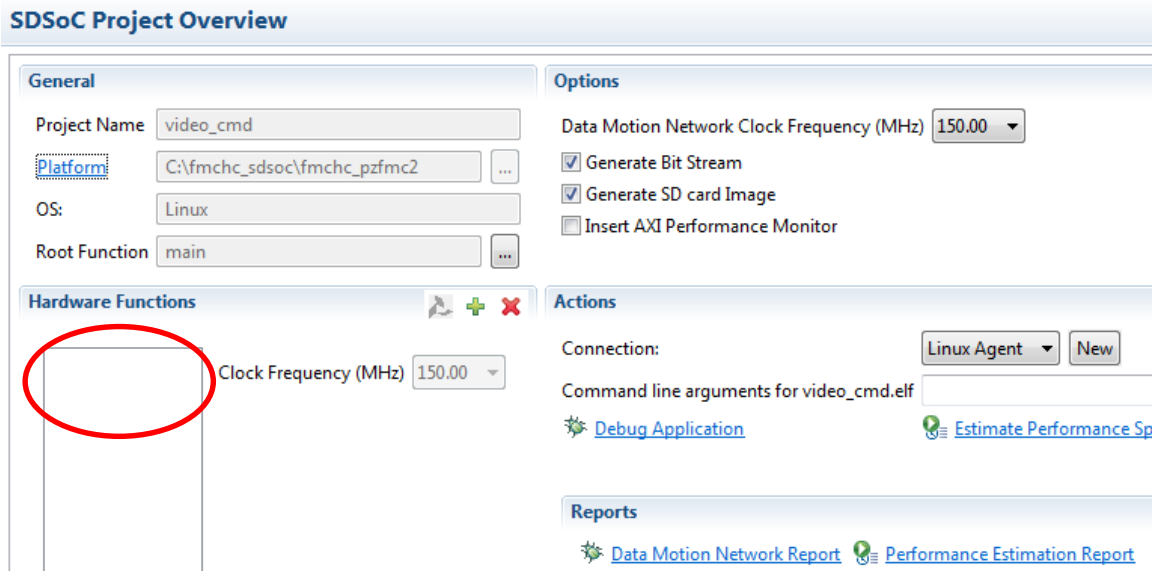 SDSoC Project Overview
General
Project Name video_cmd
Platform C:\fmchc_sdsoc\fmchc_pzfmc2 ...
OS: Linux
Root Function main ...
Options
Data Motion Network Clock Frequency (MHz) 150.00
Generate Bit Stream
Generate SD card Image
Insert AXI Performance Monitor
Hardware Functions
Clock Frequency (MHz) 150.00
Actions
Connection: Linux Agent New
Command line arguments for video_cmd.elf
Debug Application Estimate Performance Sp
Reports
Data Motion Network Report Performance Estimation Report